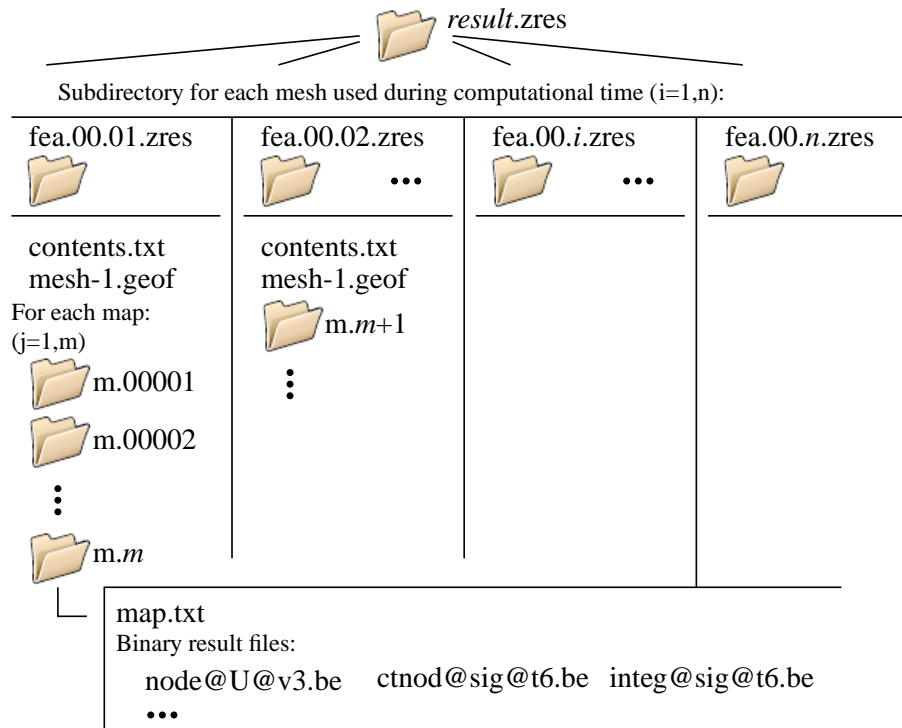 result.zres
Subdirectory for each mesh used during computational time (i=1,n):
fea.00.01.zres
fea.00.02.zres
•••
fea.00.i.zres
•••
fea.00.n.zres
contents.txt
mesh-1.geof
For each map:
(j=1,m)
m.00001
m.00002
m.m
contents.txt
mesh-1.geof
m.m+1
map.txt
Binary result files:
node@U@v3.be ctnod@sig@t6.be integ@sig@t6.be
•••